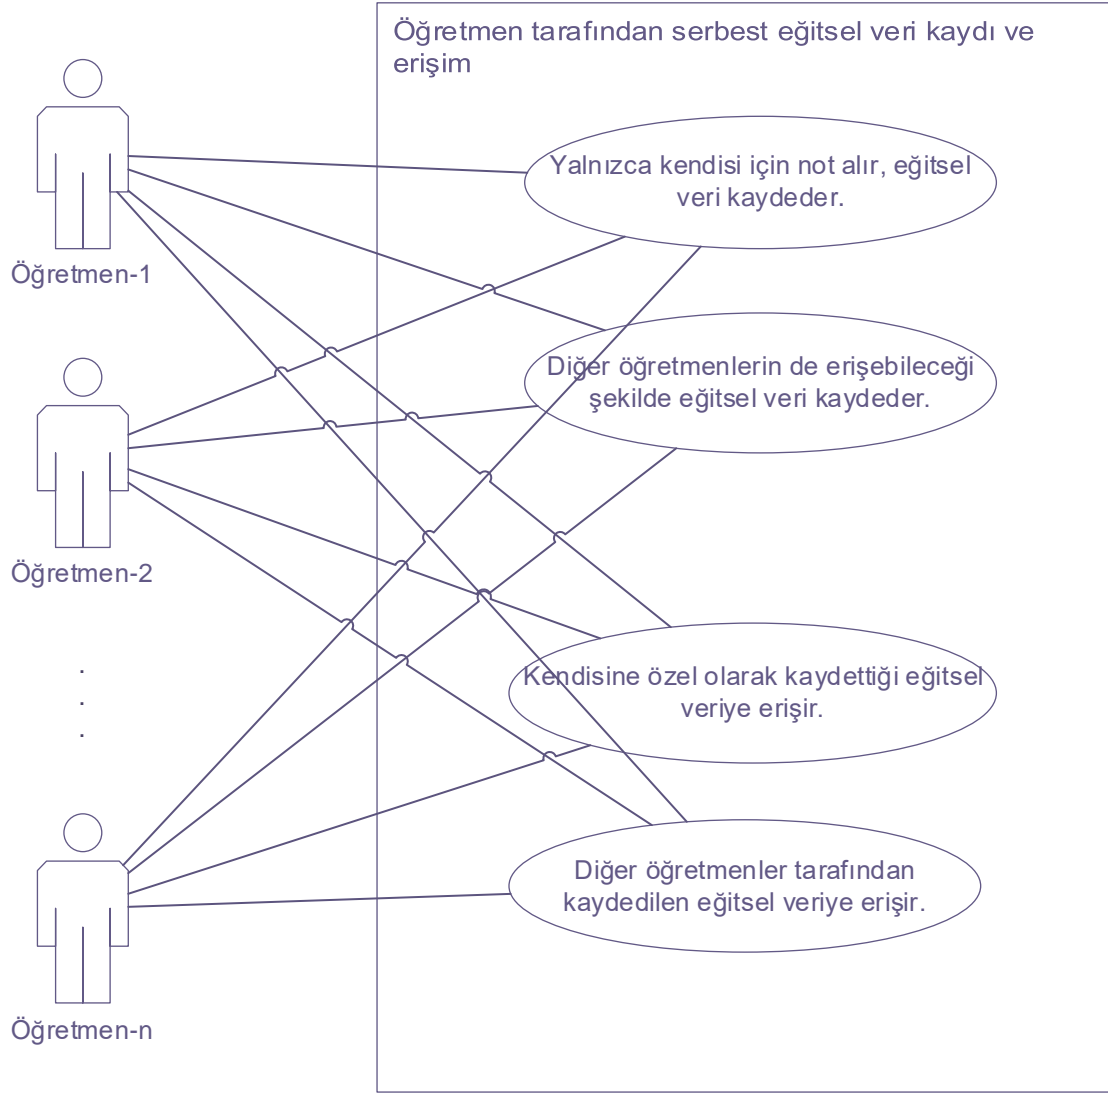 Öğretmen tarafından serbest eğitsel veri kaydı ve
erişim
Yalnızca kendisi için not alır, eğitsel
veri kaydeder.
Öğretmen-1
Diğer öğretmenlerin de erişebileceği
şekilde eğitsel veri kaydeder.
Öğretmen-2
.
.
.
Kendisine özel olarak kaydettiği eğitsel
veriye erişir.
Diğer öğretmenler tarafından
kaydedilen eğitsel veriye erişir.
Öğretmen-n